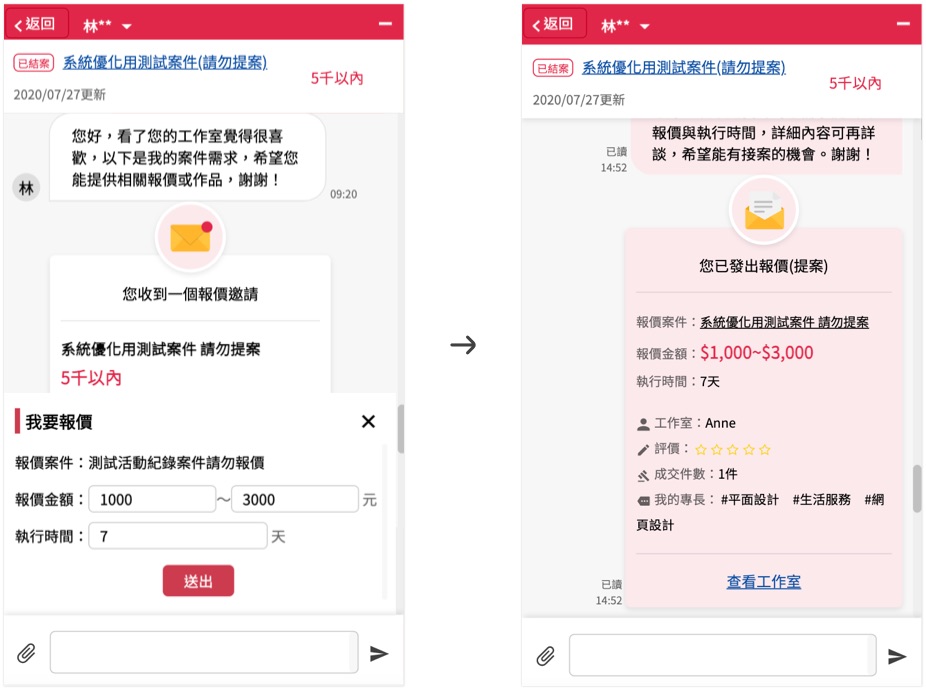 返回
林**
已結案 系統優化用測試案件(請勿提案)
5千以內
2020/07/27更新
您好，看了您的工作室覺得很喜
歡，以下是我的案件需求，希望您
能提供相關報價或作品，謝謝！
林
09:20
您收到一個報價邀請
系統優化用測試案件 請勿提案
5千以內
我要報價
報價案件：測試活動紀錄案件請勿報價
報價金額： 1000 ～ 3000 元
執行時間： 7 天
送出
返回
林**
已結案 系統優化用測試案件(請勿提案)
5千以內
2020/07/27更新
報價與執行時間，詳細內容可再詳
談，希望能有接案的機會。謝謝！
已讀
14:52
您已發出報價(提案)
報價案件：系統優化用測試案件 請勿提案
報價金額：$1,000~$3,000
執行時間：7天
工作室：Anne
評價：
成交件數：1件
我的專長： #平面設計 #生活服務 #網
頁設計
查看工作室
已讀
14:52